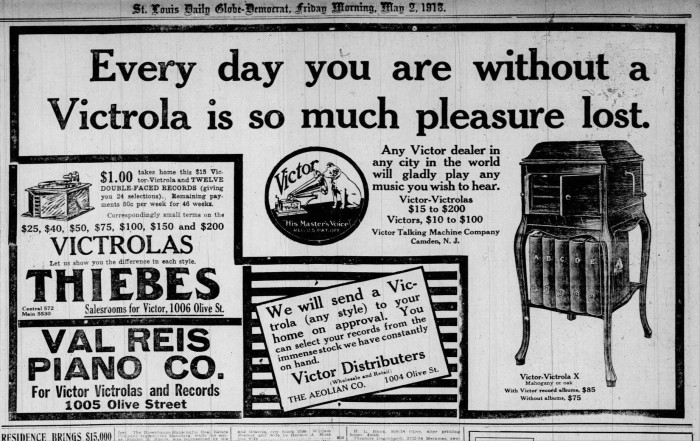 St. Louis Daily Globe-Democrat, Friday Morning, May 2, 1913.
Every day you are without a
Victrola is so much pleasure lost.
$1.00 takes home this $15 Vic-
tor-Victrola and TWELVE
DOUBLE-FACED RECORDS (giving
you 24 selections). Remaining pay-
ments 50c per week for 46 weeks.
Correspondingly small terms on the
$25, $40, $50, $75, $100, $150 and $200
VICTROLAS
Let us show you the difference in each style.
THIEBES
Central 572
Main 5530
Salesrooms for Victor, 1006 Olive St.
VAL REIS
PIANO CO.
For Victor Victrolas and Records
1005 Olive Street
Victor
"His Master's Voice"
REG. U.S. PAT. OFF.
Any Victor dealer in
any city in the world
will gladly play any
music you wish to hear.
Victor-Victrolas
$15 to $200
Victors, $10 to $100
Victor Talking Machine Company
Camden, N. J.
We will send a Vic-
trola (any style) to your
home on approval. You
can select your records from the
immense stock we have constantly
on hand.
Victor Distributers
(Wholesale and Retail)
THE AEOLIAN CO. 1004 Olive St.
A B C D E
Victor-Victrola X
Mahogany or oak
With Victor record albums, $85
Without albums, $75
RESIDENCE BRINGS $15,000